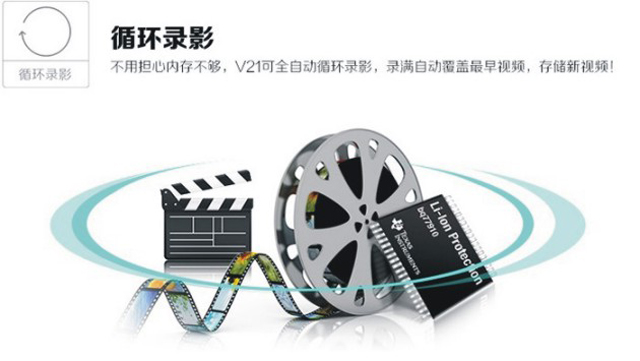 循环录影
不用担心内存不够，V21可全自动循环录影，录满自动覆盖最早视频，存储新视频！
循环录影
Li-Ion Protection
bq77910
TEXAS
INSTRUMENTS